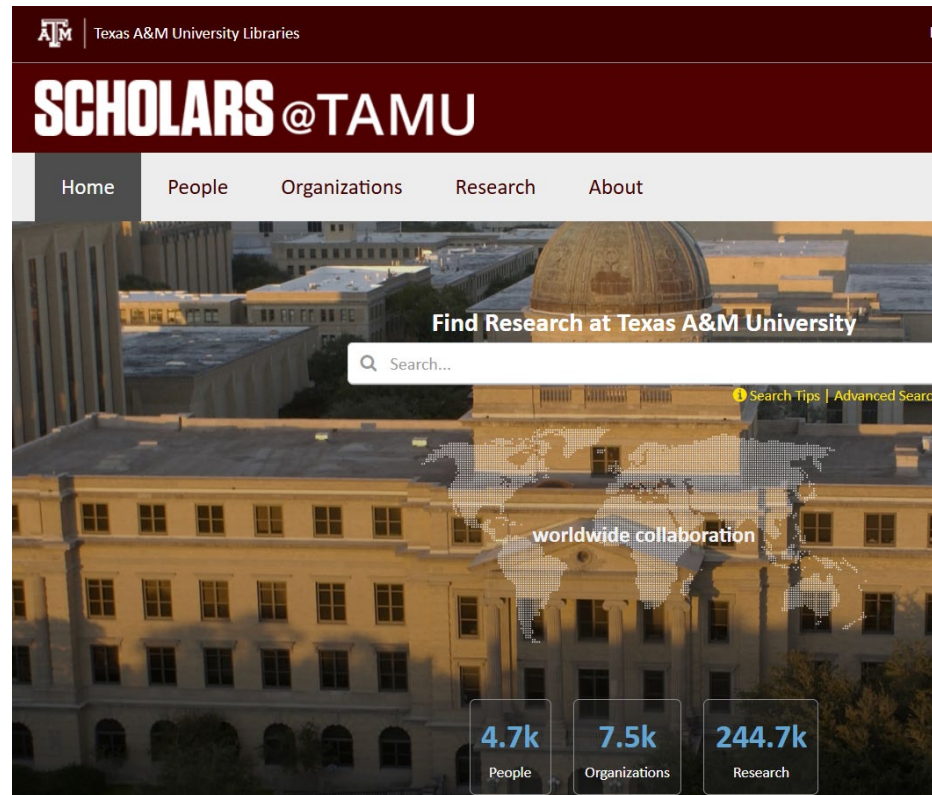 ĀM Texas A&M University Libraries
SCHOLARS @TAMU
Home People Organizations Research About
Find Research at Texas A&M University
Search...
Search Tips | Advanced Searc
worldwide collaboration
4.7k 7.5k 244.7k
People Organizations Research